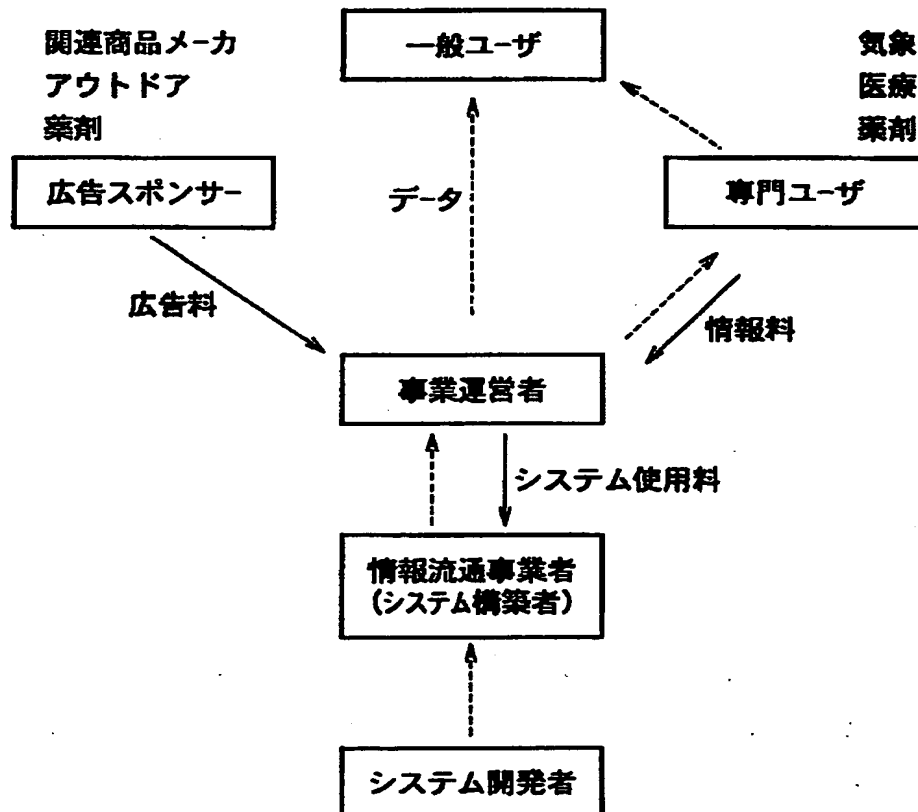 関連商品メーカ
アウトドア
薬剤
一般ユーザ
気象
医療
薬剤
広告スポンサー
データ
専門ユーザ
広告料
情報料
事業運営者
システム使用料
情報流通事業者
(システム構築者)
システム開発者